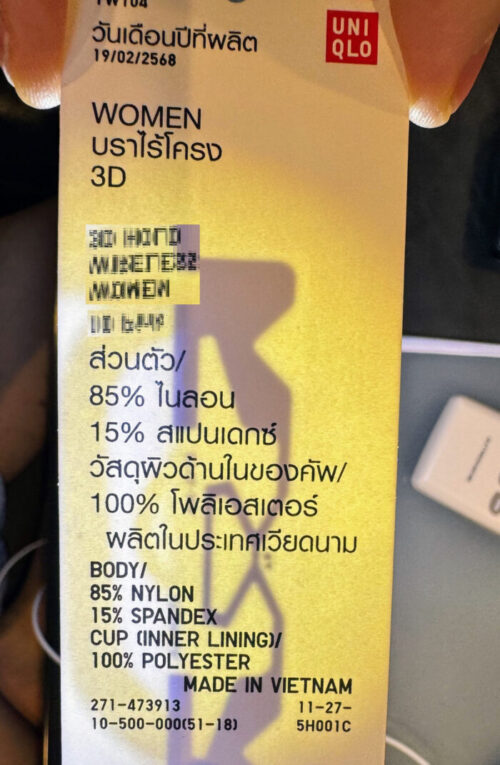 TW104
วันเดือนปีที่ผลิต
19/02/2568
UNI
QLO
WOMEN
บราไร้โครง
3D
WOMEN
ส่วนตัว/
85% ไนลอน
15% สแปนเดกซ์
วัสดุผิวด้านในของคัพ/
100% โพลิเอสเตอร์
ผลิตในประเทศเวียดนาม
BODY/
85% NYLON
15% SPANDEX
CUP (INNER LINING)/
100% POLYESTER
MADE IN VIETNAM
271-473913 11-27-
10-500-000(51-18) 5H001C